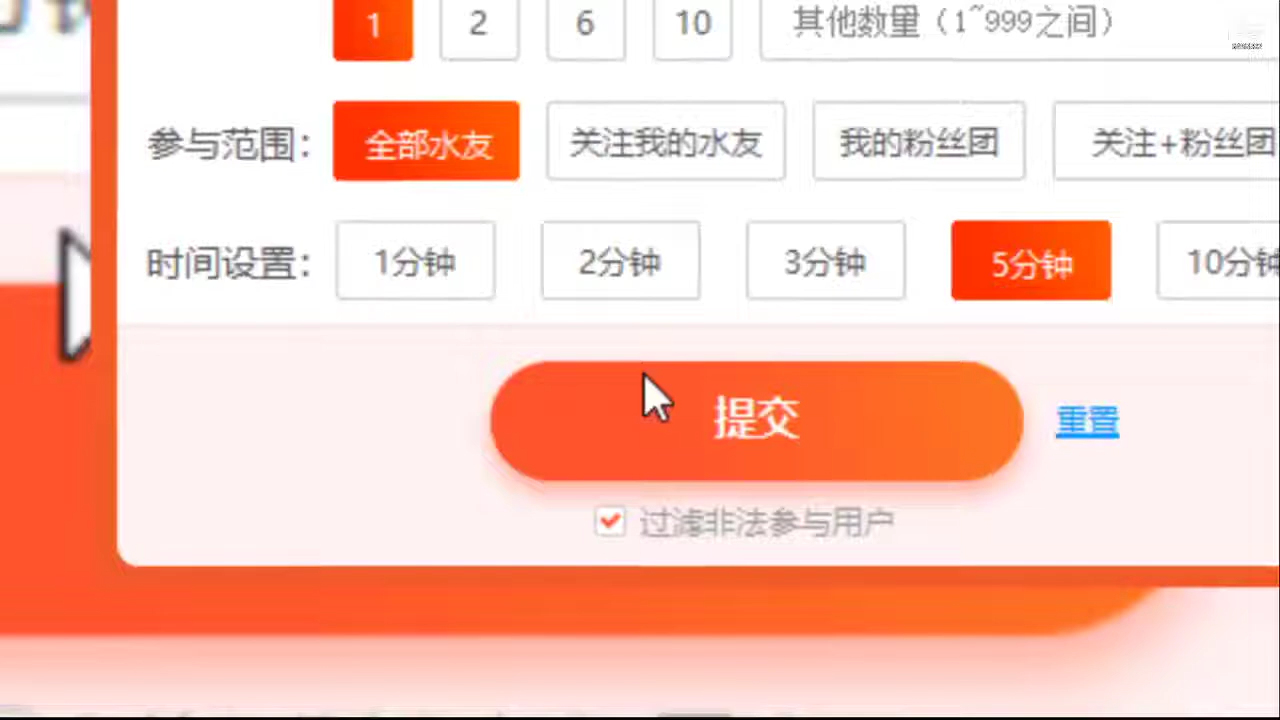 1 2 6 10 其他数量（1~999之间）
参与范围： 全部水友 关注我的水友 我的粉丝团 关注+粉丝团
时间设置： 1分钟 2分钟 3分钟 5分钟 10分钟
提交 重置
过滤非法参与用户